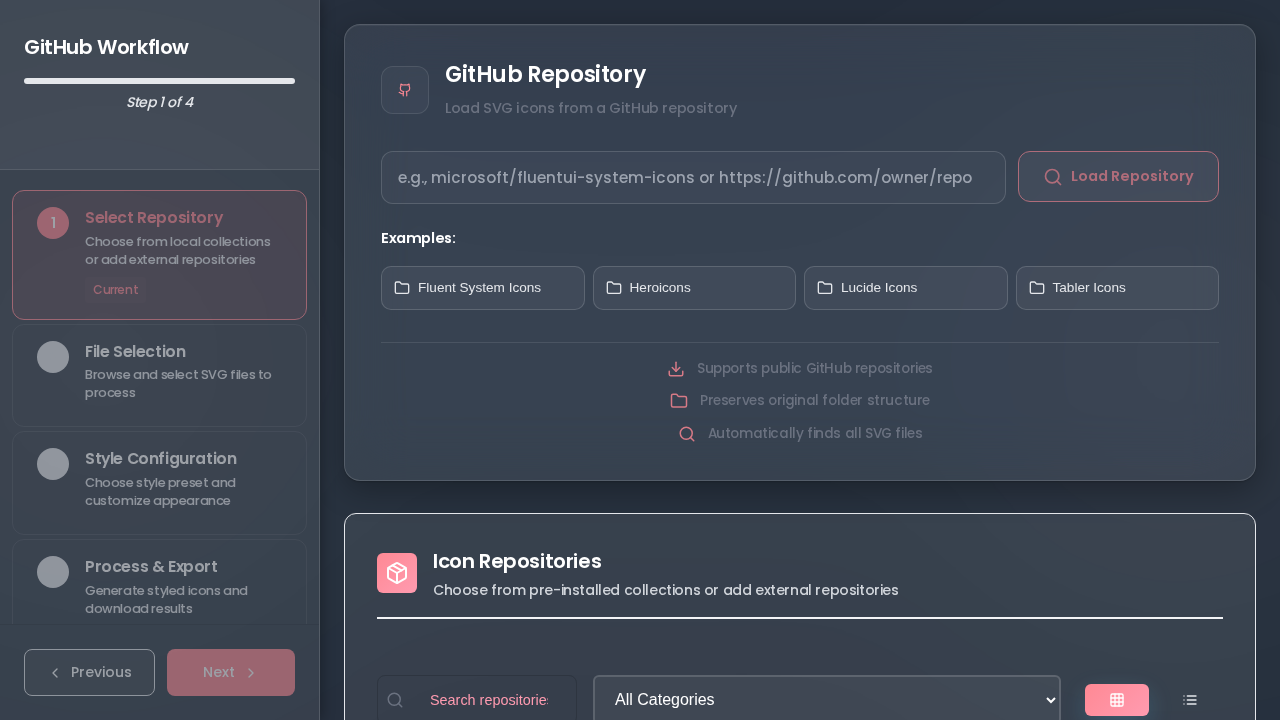 GitHub Workflow
Step 1 of 4
1
Select Repository
Choose from local collections
or add external repositories
Current
File Selection
Browse and select SVG files to
process
Style Configuration
Choose style preset and
customize appearance
Process & Export
Generate styled icons and
download results
Previous
Next
GitHub Repository
Load SVG icons from a GitHub repository
e.g., microsoft/fluentui-system-icons or https://github.com/owner/repo
Load Repository
Examples:
Fluent System Icons
Heroicons
Lucide Icons
Tabler Icons
Supports public GitHub repositories
Preserves original folder structure
Automatically finds all SVG files
Icon Repositories
Choose from pre-installed collections or add external repositories
Search repositories
All Categories